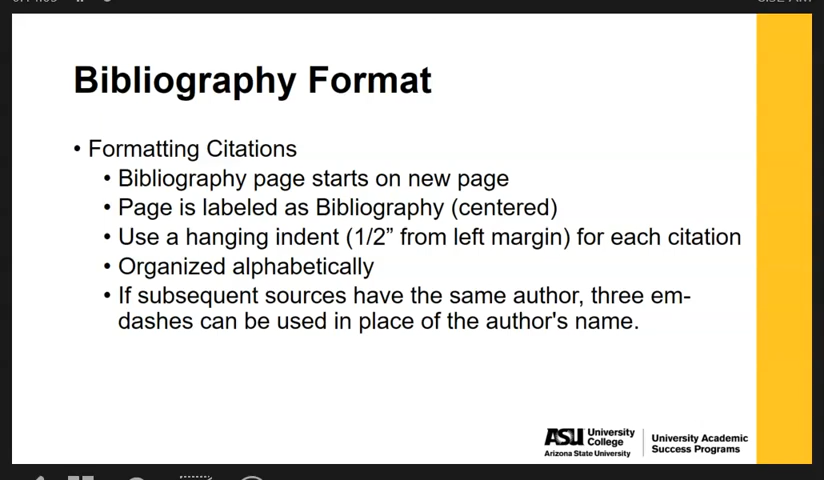 Bibliography Format
• Formatting Citations
• Bibliography page starts on new page
• Page is labeled as Bibliography (centered)
• Use a hanging indent (1/2” from left margin) for each citation
• Organized alphabetically
• If subsequent sources have the same author, three em-
dashes can be used in place of the author's name.
ASU University College
Arizona State University
University Academic
Success Programs